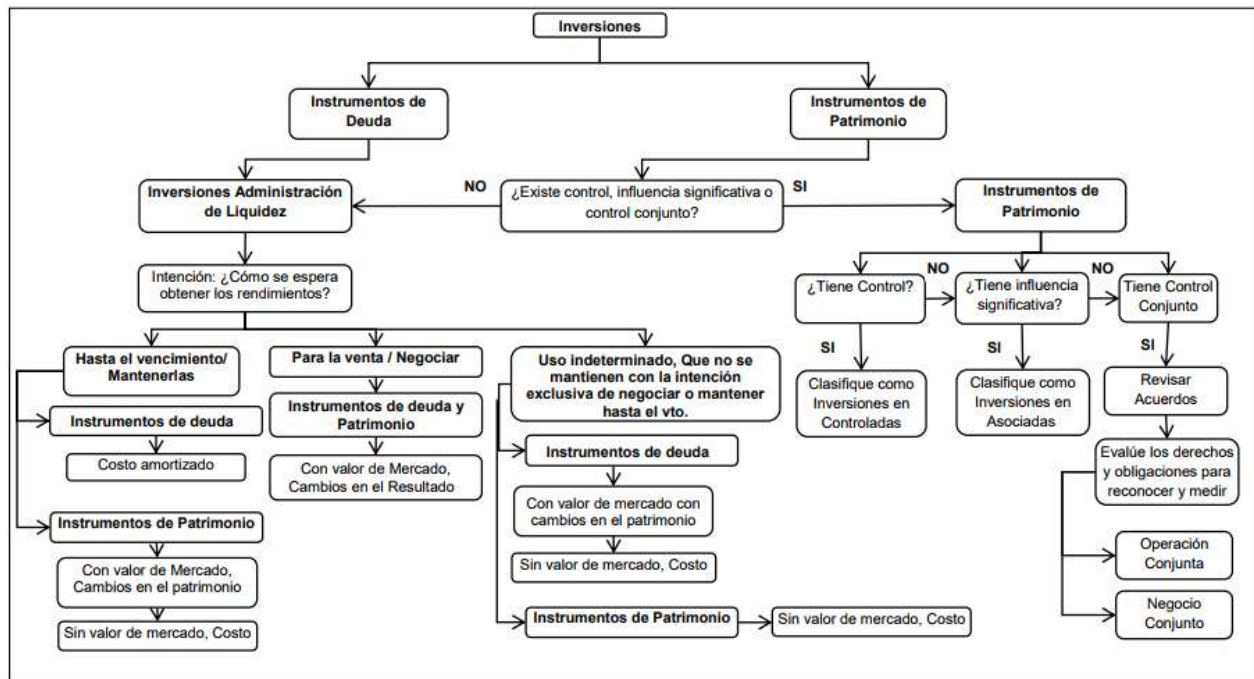 Inversiones
Instrumentos de
Deuda
Instrumentos de
Patrimonio
Inversiones Administración
de Liquidez
NO
¿Existe control, influencia significativa o
control conjunto?
SI
Instrumentos de
Patrimonio
Intención: ¿Cómo se espera
obtener los rendimientos?
¿Tiene Control?
NO
¿Tiene influencia
significativa?
NO
Tiene Control
Conjunto
Hasta el vencimiento/
Mantenerlas
Para la venta / Negociar
Uso indeterminado, Que no se
mantienen con la intención
exclusiva de negociar o mantener
hasta el vto.
SI
SI
SI
Clasifique como
Inversiones en
Controladas
Clasifique como
Inversiones en
Asociadas
Revisar
Acuerdos
Instrumentos de deuda
Costo amortizado
Instrumentos de deuda y
Patrimonio
Con valor de Mercado,
Cambios en el Resultado
Instrumentos de deuda
Con valor de mercado con
cambios en el patrimonio
Sin valor de mercado, Costo
Evalúe los derechos
y obligaciones para
reconocer y medir
Instrumentos de Patrimonio
Con valor de Mercado,
Cambios en el patrimonio
Sin valor de mercado, Costo
Instrumentos de Patrimonio
Sin valor de mercado, Costo
Operación
Conjunta
Negocio
Conjunto